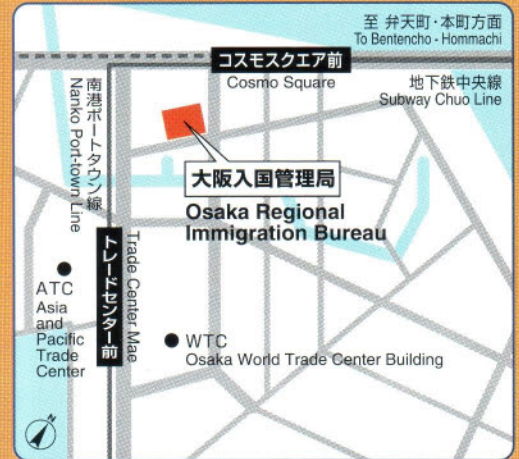 至 弁天町・本町方面
To Bentencho - Hommachi
コスモスクエア前
Cosmo Square
地下鉄中央線
Subway Chuo Line
南港ポートタウン線
Nanko Port-town Line
大阪入国管理局
Osaka Regional
Immigration Bureau
トレードセンター前
Trade Center Mae
ATC
Asia
and
Pacific
Trade
Center
WTC
Osaka World Trade Center Building
N